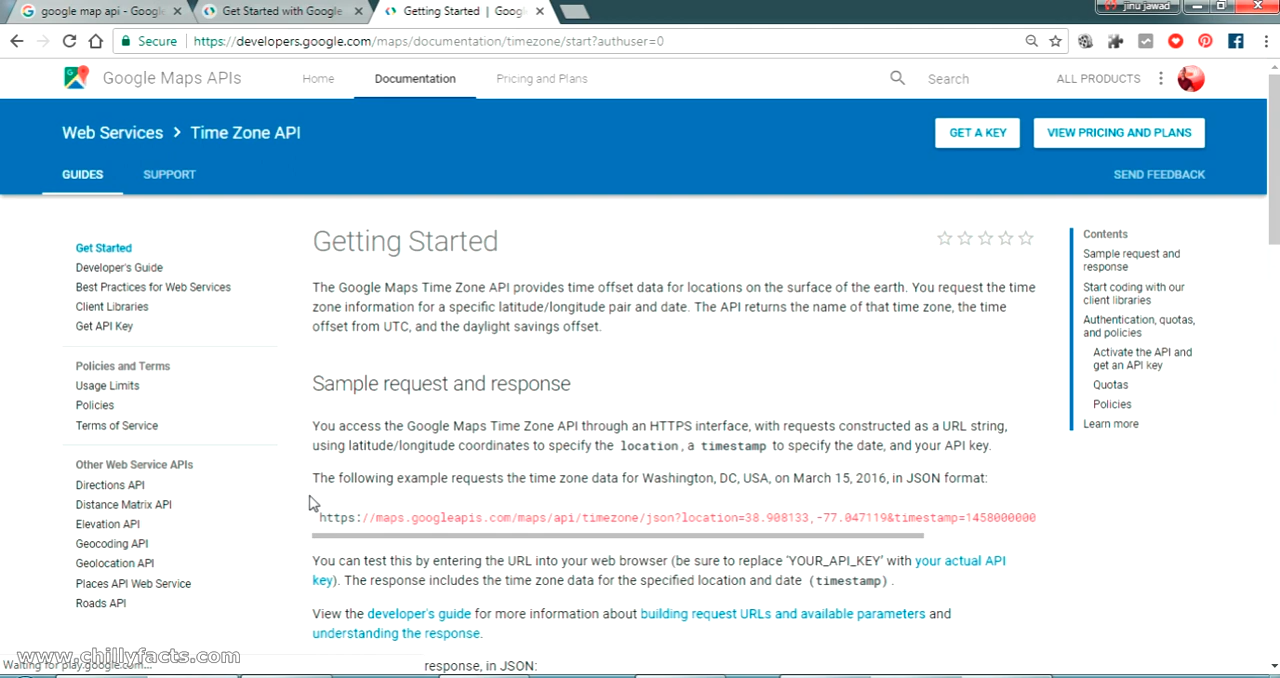 google map api - Googl
Get Started with Google
Getting Started | Goog
jinu jawad
Secure
https://developers.google.com/maps/documentation/timezone/start?authuser=0
Google Maps APIs
Home
Documentation
Pricing and Plans
Search
ALL PRODUCTS
Web Services > Time Zone API
GET A KEY
VIEW PRICING AND PLANS
GUIDES
SUPPORT
SEND FEEDBACK
Get Started
Developer's Guide
Best Practices for Web Services
Client Libraries
Get API Key
Policies and Terms
Usage Limits
Policies
Terms of Service
Other Web Service APIs
Directions API
Distance Matrix API
Elevation API
Geocoding API
Geolocation API
Places API Web Service
Roads API
Getting Started
The Google Maps Time Zone API provides time offset data for locations on the surface of the earth. You request the time
zone information for a specific latitude/longitude pair and date. The API returns the name of that time zone, the time
offset from UTC, and the daylight savings offset.
Sample request and response
You access the Google Maps Time Zone API through an HTTPS interface, with requests constructed as a URL string,
using latitude/longitude coordinates to specify the location, a timestamp to specify the date, and your API key.
The following example requests the time zone data for Washington, DC, USA, on March 15, 2016, in JSON format:
https://maps.googleapis.com/maps/api/timezone/json?location=38.908133,-77.047119&timestamp=1458000000
You can test this by entering the URL into your web browser (be sure to replace 'YOUR_API_KEY' with your actual API
key). The response includes the time zone data for the specified location and date (timestamp).
View the developer's guide for more information about building request URLs and available parameters and
understanding the response.
response, in JSON:
Contents
Sample request and
response
Start coding with our
client libraries
Authentication, quotas,
and policies
Activate the API and
get an API key
Quotas
Policies
Learn more
Waiting for play.google.com...
www.chillyfacts.com